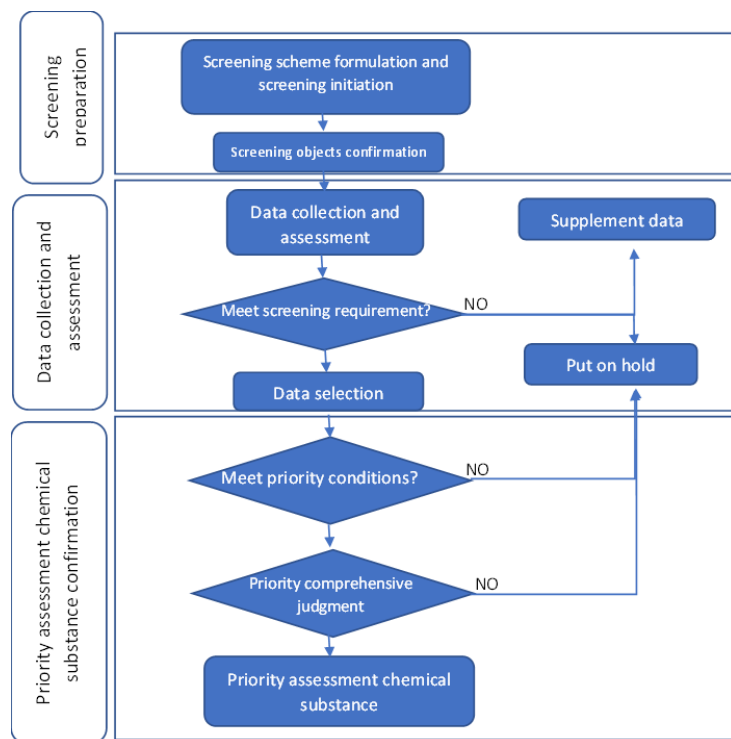 Screening
preparation
Screening scheme formulation and
screening initiation
Screening objects confirmation
Data collection and
assessment
Data collection and
assessment
Supplement data
Meet screening requirement?
NO
Put on hold
Data selection
Priority assessment chemical
substance confirmation
Meet priority conditions?
NO
Priority comprehensive
judgment
NO
Priority assessment chemical
substance